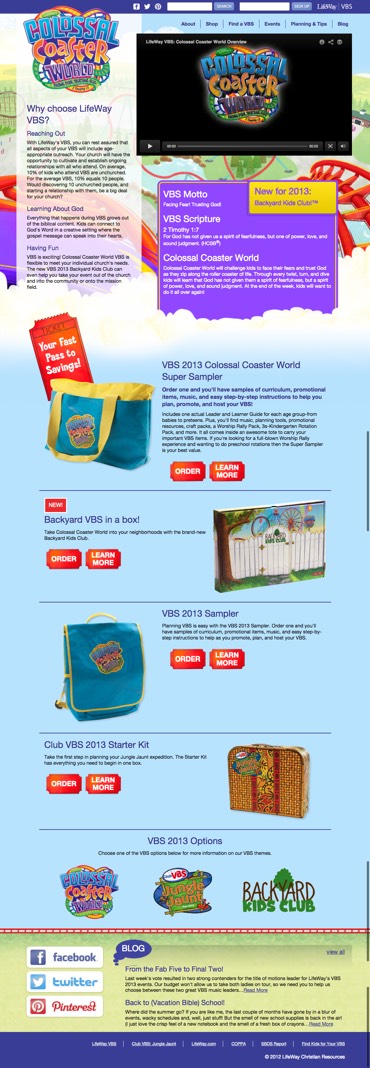 SEARCH
SIGN UP
LifeWay | VBS
COLOSSAL
COASTER
WORLD
About
Shop
Find a VBS
Events
Planning & Tips
Blog
LifeWay VBS: Colossal Coaster World Overview
COLOSSAL
COASTER
WORLD
00:00
00:00
Why choose LifeWay
VBS?
Reaching Out
With LifeWay's VBS, you can rest assured that
all aspects of your VBS will include age-
appropriate outreach. Your church will have the
opportunity to cultivate and establish ongoing
relationships with all who attend. On average,
10% of kids who attend VBS are unchurched.
For the average VBS, 10% equals 10 people.
Would discovering 10 unchurched people, and
starting a relationship with them, be a big deal
for your church?
Learning About God
Everything that happens during VBS grows out
of the biblical content. Kids can connect to
God's Word in a creative setting where the
gospel message can speak into their hearts.
Having Fun
VBS is exciting! Colossal Coaster World VBS is
flexible to meet your individual church's needs.
The new VBS 2013 Backyard Kids Club can
even help you take your event out of the church
and into the community or onto the mission
field.
VBS Motto
Facing Fear! Trusting God!
New for 2013:
Backyard Kids Club!™
VBS Scripture
2 Timothy 1:7
For God has not given us a spirit of fearfulness, but one of power, love, and
sound judgment. (HCSB®)
Colossal Coaster World
Colossal Coaster World will challenge kids to face their fears and trust God
as they zip along the roller coaster of life. Through every twist, turn, and dive
kids will learn that God has not given them a spirit of fearfulness, but a spirit
of power, love, and sound judgment. At the end of the week, kids will want to
do it all over again!
TICKET
Your Fast
Pass to
Savings!
VBS 2013 Colossal Coaster World
Super Sampler
Order one and you'll have samples of curriculum, promotional
items, music, and easy step-by-step instructions to help you
plan, promote, and host your VBS!
Includes one actual Leader and Learner Guide for each age group-from
babies to preteens. Plus, you'll find music, planning tools, promotional
resources, craft packs, a Worship Rally Pack, 3s-Kindergarten Rotation
Pack, and more. It all comes inside an awesome tote to carry your
important VBS items. If you're looking for a full-blown Worship Rally
experience and wanting to do preschool rotations then the Super Sampler
is your best value.
ORDER
LEARN
MORE
NEW!
Backyard VBS in a box!
Take Colossal Coaster World into your neighborhoods with the brand-new
Backyard Kids Club.
ORDER
LEARN
MORE
BACKYARD
KIDS CLUB
VBS 2013 Sampler
Planning VBS is easy with the VBS 2013 Sampler. Order one and you'll
have samples of curriculum, promotional items, music, and easy step-by-
step instructions to help as you plan, promote, and host your VBS.
ORDER
LEARN
MORE
Club VBS 2013 Starter Kit
Take the first step in planning your Jungle Jaunt expedition. The Starter Kit
has everything you need to begin in one box.
ORDER
LEARN
MORE
VBS 2013 Options
Choose one of the VBS options below for more information on our VBS themes.
COLOSSAL
COASTER
WORLD
Club VBS
Jungle
Jaunt
BACKYARD
KIDS CLUB
facebook
twitter
Pinterest
BLOG
view all
From the Fab Five to Final Two!
Last week's vote resulted in two strong contenders for the title of motions leader for LifeWay's VBS
2013 events. Our budget won't allow us to take both ladies on tour, so we need you to help us
choose between these two great VBS music leaders...Read More
Back to (Vacation Bible) School!
Where did the summer go? If you are like me, the last couple of months have gone by in a blur of
events, wacky schedules and, well, just stuff! But the smell of new school supplies is back in the air!
(I just love the crisp feel of a new notebook and the smell of a fresh box of crayons...Read More
LifeWay VBS
Club VBS: Jungle Jaunt
LifeWay.com
COPPA
SBDS Report
Find Kids for Your VBS
© 2012 LifeWay Christian Resources